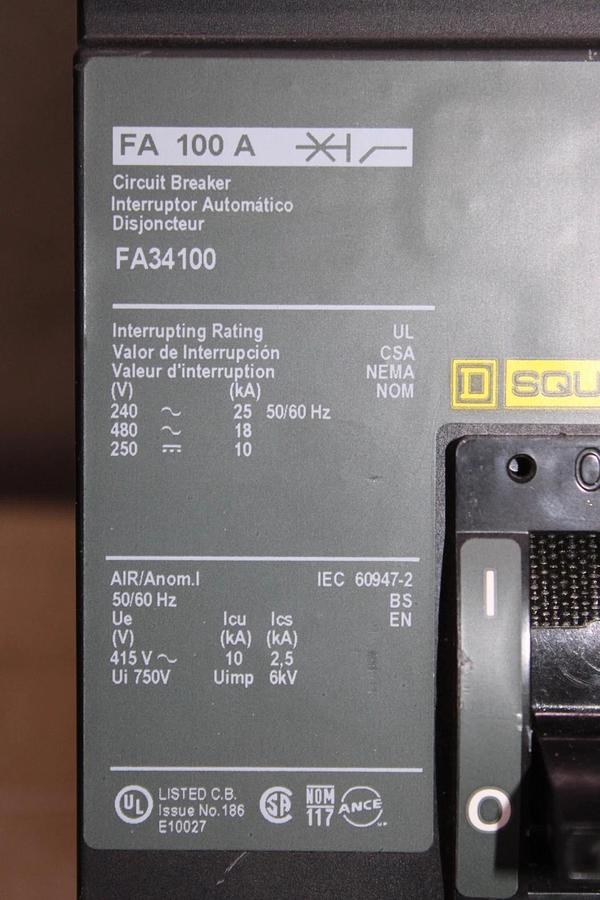 FA 100 A
Circuit Breaker
Interruptor Automático
Disjoncteur
FA34100
Interrupting Rating UL
Valor de Interrupción CSA
Valeur d'interruption NEMA
(V) (kA) NOM
240 ~ 25 50/60 Hz
480 ~ 18
250 ⎓ 10
AIR/Anom.I IEC 60947-2
50/60 Hz BS
Ue Icu Ics EN
(V) (kA) (kA)
415 V ~ 10 2,5
Ui 750V Uimp 6kV
UL LISTED C.B.
Issue No.186
E10027
SA NOM
117 ANCE
D SQU
O
I
O